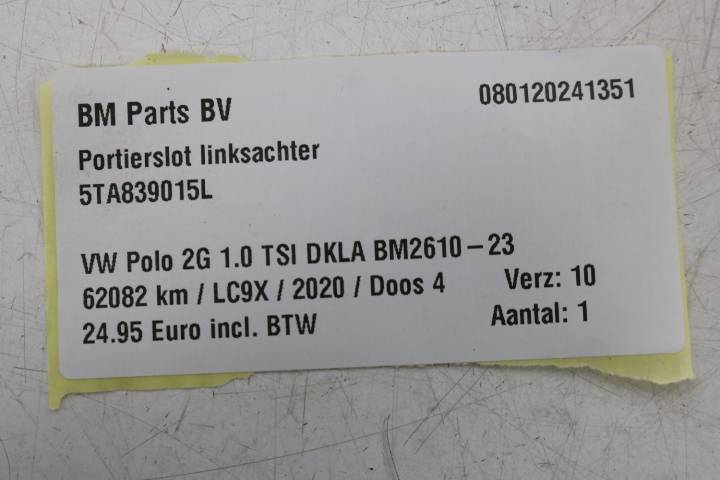 BM Parts BV 080120241351
Portierslot linksachter
5TA839015L
VW Polo 2G 1.0 TSI DKLA BM2610-23
62082 km / LC9X / 2020 / Doos 4 Verz: 10
24.95 Euro incl. BTW Aantal: 1